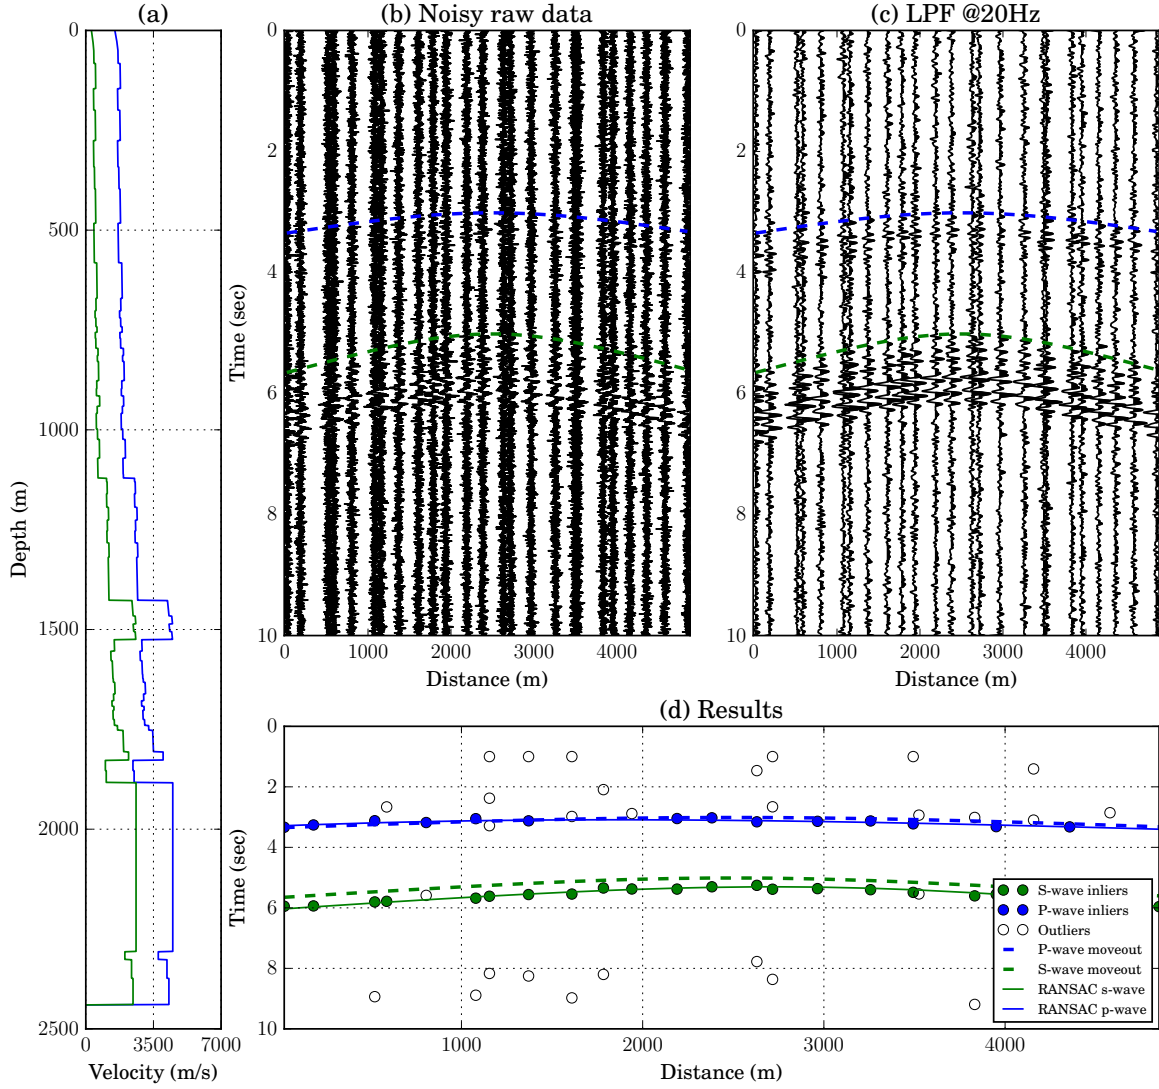 (a)
(b) Noisy raw data
(c) LPF @20Hz
0
500
1000
1500
2000
2500
Depth (m)
0 3500 7000
Velocity (m/s)
0
2
4
6
8
10
Time (sec)
0 1000 2000 3000 4000
Distance (m)
0
2
4
6
8
10
0 1000 2000 3000 4000
Distance (m)
(d) Results
0
2
4
6
8
10
Time (sec)
1000 2000 3000 4000
Distance (m)
S-wave inliers
P-wave inliers
Outliers
P-wave moveout
S-wave moveout
RANSAC s-wave
RANSAC p-wave